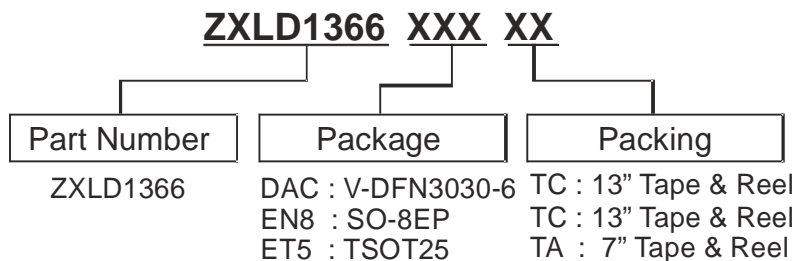 ZXLD1366 XXX XX
Part Number Package Packing
ZXLD1366 DAC : V-DFN3030-6 TC : 13” Tape & Reel
EN8 : SO-8EP TC : 13” Tape & Reel
ET5 : TSOT25 TA : 7” Tape & Reel